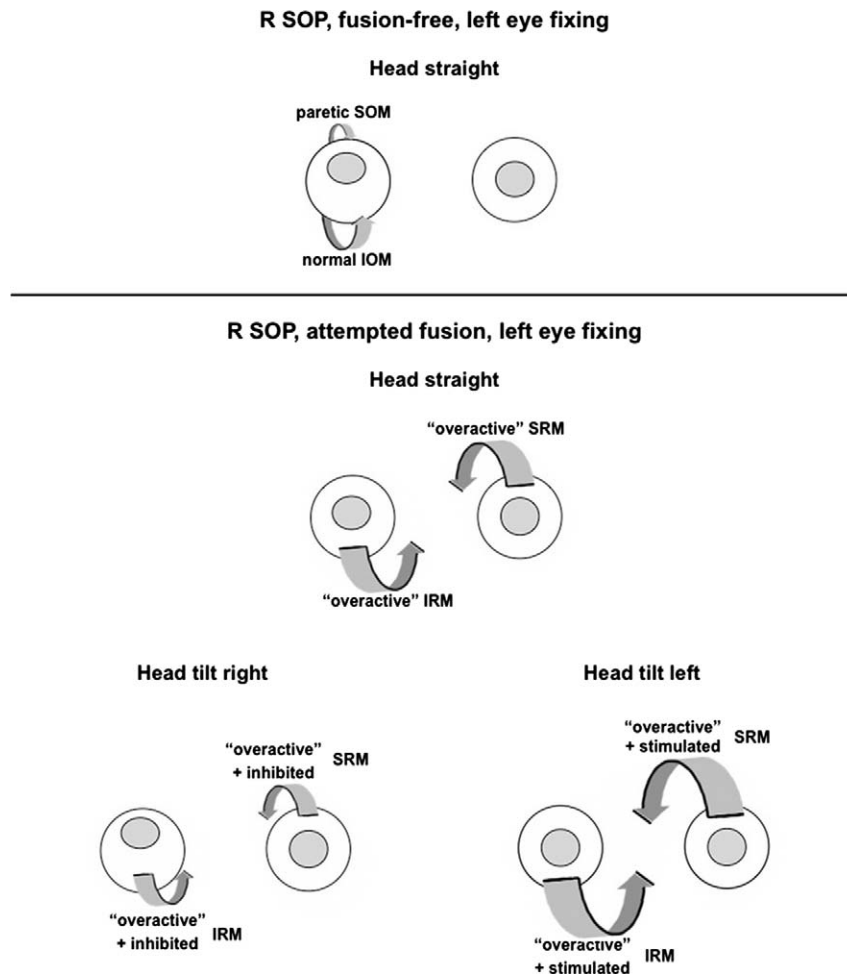 R SOP, fusion-free, left eye fixing
Head straight
paretic SOM
normal IOM
R SOP, attempted fusion, left eye fixing
Head straight
“overactive” SRM
“overactive” IRM
Head tilt right
“overactive”
+ inhibited SRM
“overactive”
+ inhibited IRM
Head tilt left
“overactive”
+ stimulated SRM
“overactive”
+ stimulated IRM